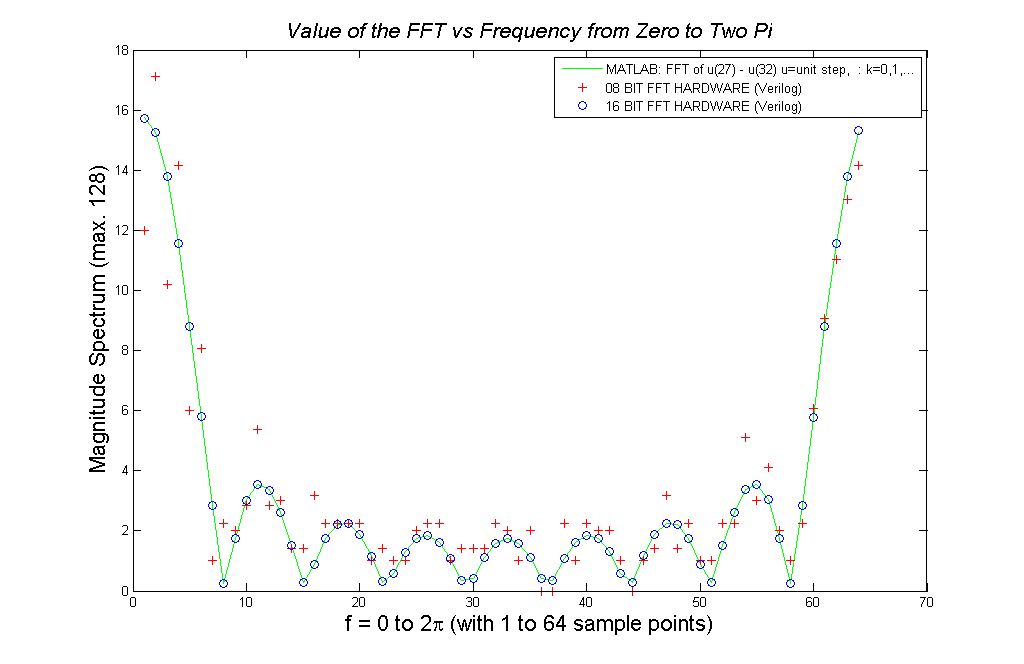 Value of the FFT vs Frequency from Zero to Two Pi
MATLAB: FFT of u(27) - u(32) u=unit step,  : k=0,1,...
08 BIT FFT HARDWARE (Verilog)
16 BIT FFT HARDWARE (Verilog)
Magnitude Spectrum (max. 128)
18
16
14
12
10
8
6
4
2
0
0 10 20 30 40 50 60 70
f = 0 to 2π (with 1 to 64 sample points)